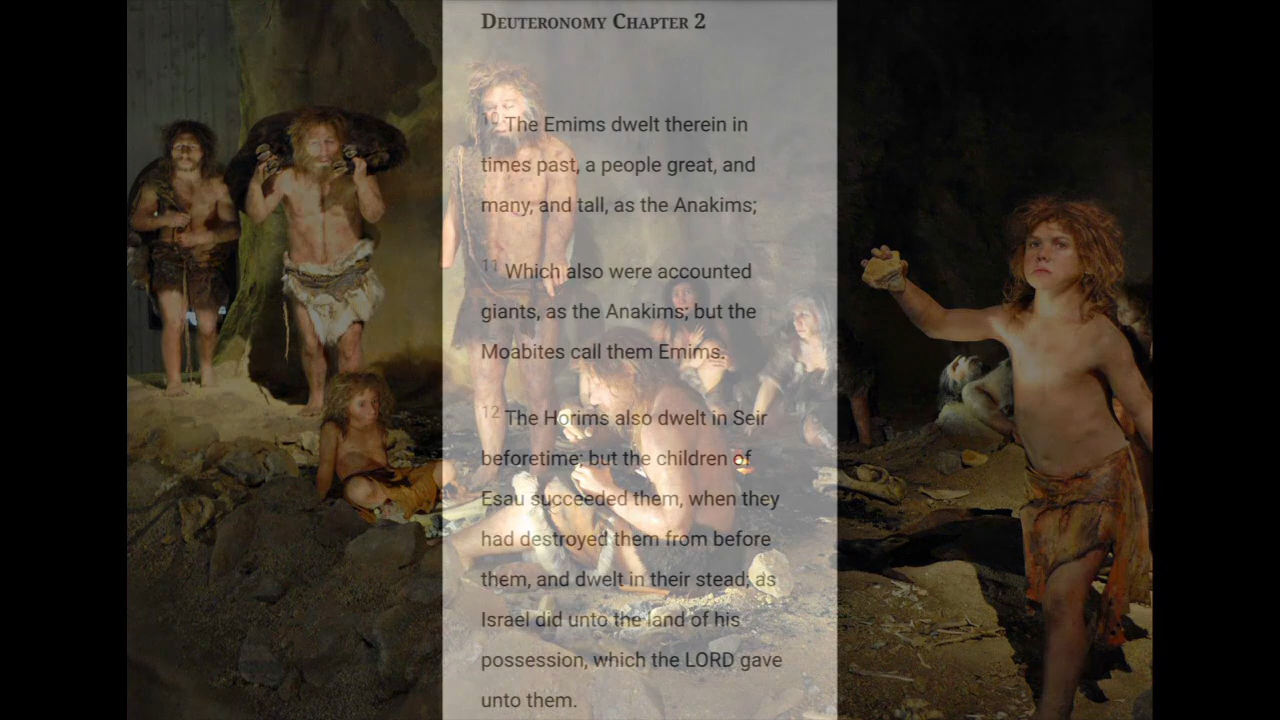 Deuteronomy Chapter 2
10 The Emims dwelt therein in
times past, a people great, and
many, and tall, as the Anakims;
11 Which also were accounted
giants, as the Anakims; but the
Moabites call them Emims.
12 The Horims also dwelt in Seir
beforetime; but the children of
Esau succeeded them, when they
had destroyed them from before
them, and dwelt in their stead; as
Israel did unto the land of his
possession, which the LORD gave
unto them.